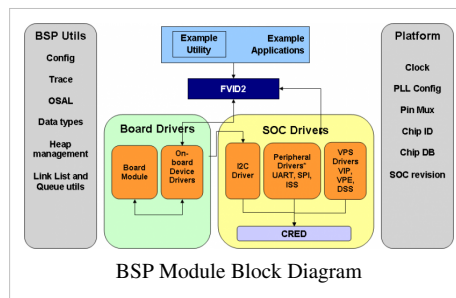 BSP Utils
Config
Trace
OSAL
Data types
Heap
management
Link List and
Queue utils
Example
Utility
Example
Applications
FVID2
Board Drivers
Board
Module
On-
board
Device
Drivers
SOC Drivers
I2C
Driver
Peripheral
Drivers*
UART, SPI,
ISS
VPS
Drivers
VIP,
VPE,
DSS
CRED
Platform
Clock
PLL Config
Pin Mux
Chip ID
Chip DB
SOC revision
BSP Module Block Diagram